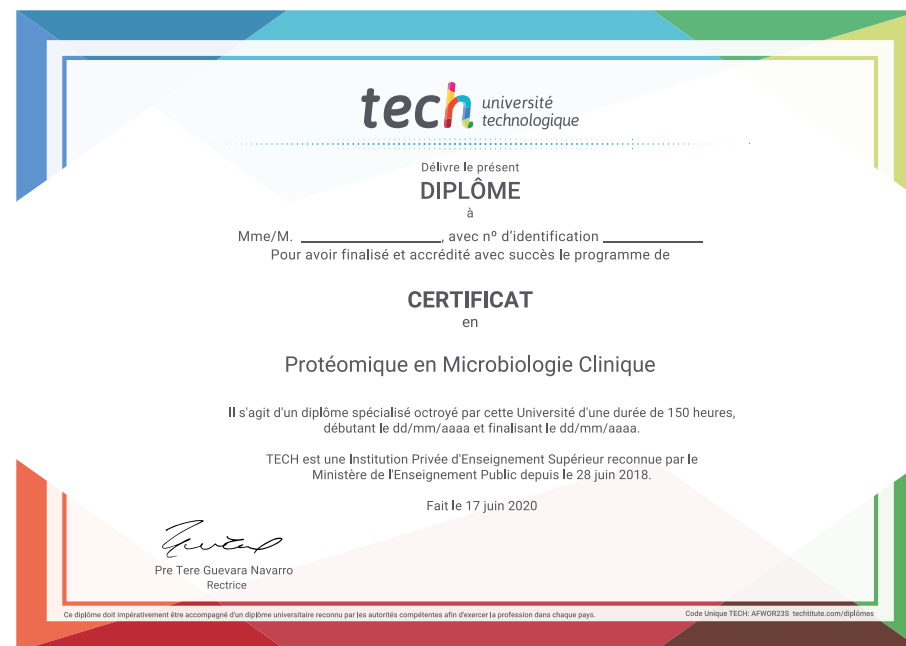 tech université
technologique
Délivre le présent
DIPLÔME
à
Mme/M. ____________________, avec nº d'identification ______________
Pour avoir finalisé et accrédité avec succès le programme de
CERTIFICAT
en
Protéomique en Microbiologie Clinique
Il s'agit d'un diplôme spécialisé octroyé par cette Université d'une durée de 150 heures,
débutant le dd/mm/aaaa et finalisant le dd/mm/aaaa.
TECH est une Institution Privée d'Enseignement Supérieur reconnue par le
Ministère de l'Enseignement Public depuis le 28 juin 2018.
Fait le 17 juin 2020
Pre Tere Guevara Navarro
Rectrice
Ce diplôme doit impérativement être accompagné d'un diplôme universitaire reconnu par les autorités compétentes afin d'exercer la profession dans chaque pays.
Code Unique TECH: AFWOR23S techtitute.com/diplômes